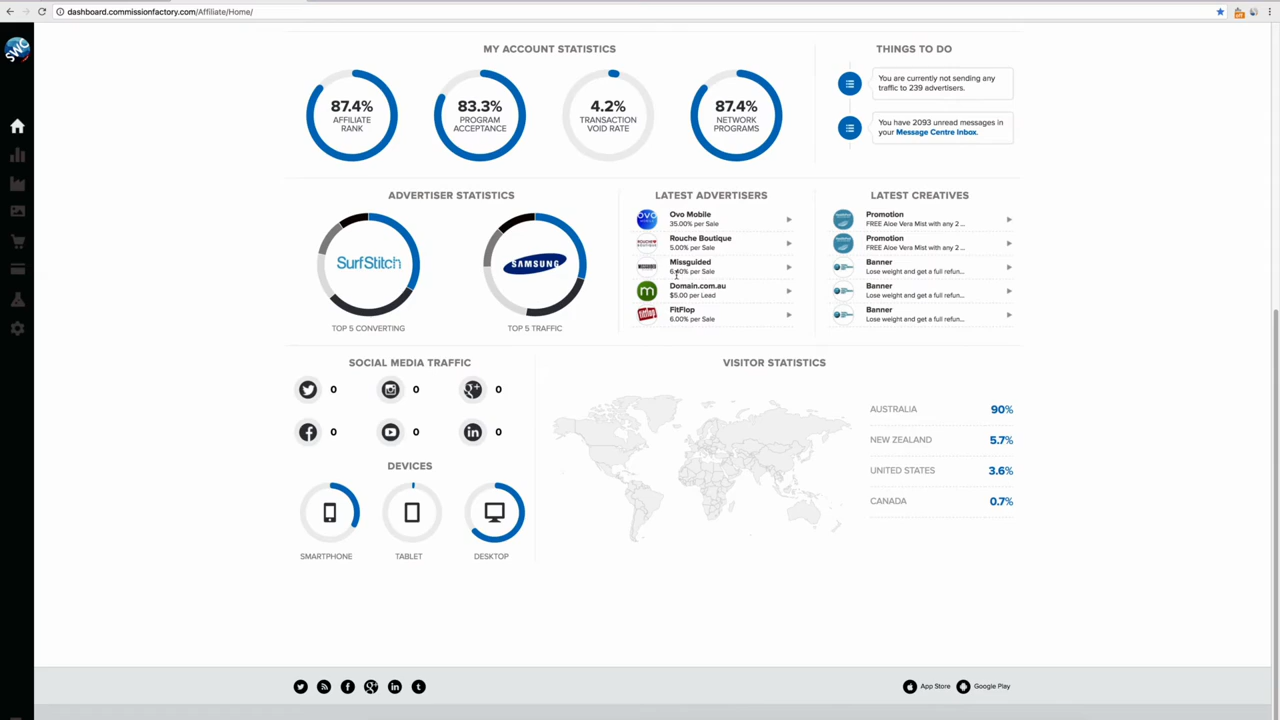 dashboard.commissionfactory.com/Affiliate/Home/
SWC
MY ACCOUNT STATISTICS
87.4%
AFFILIATE
RANK
83.3%
PROGRAM
ACCEPTANCE
4.2%
TRANSACTION
VOID RATE
87.4%
NETWORK
PROGRAMS
THINGS TO DO
You are currently not sending any
traffic to 239 advertisers.
You have 2093 unread messages in
your Message Centre Inbox.
ADVERTISER STATISTICS
SurfStitch
TOP 5 CONVERTING
SAMSUNG
TOP 5 TRAFFIC
LATEST ADVERTISERS
OVO
Ovo Mobile
35.00% per Sale
Rouche Boutique
5.00% per Sale
MISSGUIDED
Missguided
per Sale
m
Domain.com.au
$5.00 per Lead
fitflop
FitFlop
6.00% per Sale
LATEST CREATIVES
Promotion
FREE Aloe Vera Mist with any 2 ...
Promotion
FREE Aloe Vera Mist with any 2 ...
Banner
Lose weight and get a full refun...
Banner
Lose weight and get a full refun...
Banner
Lose weight and get a full refun...
SOCIAL MEDIA TRAFFIC
0 0 0
0 0 0
DEVICES
SMARTPHONE
TABLET
DESKTOP
VISITOR STATISTICS
AUSTRALIA 90%
NEW ZEALAND 5.7%
UNITED STATES 3.6%
CANADA 0.7%
App Store
Google Play